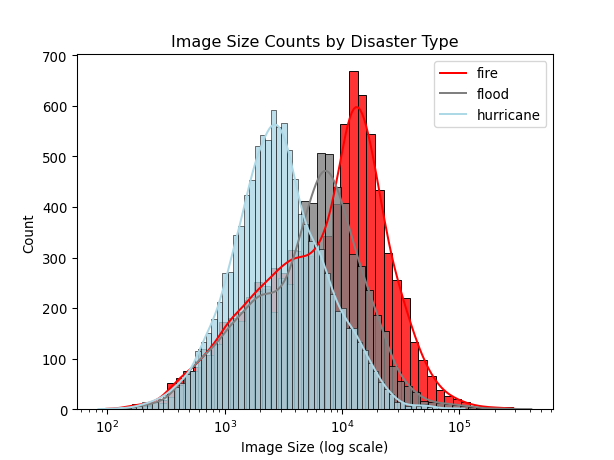 Image Size Counts by Disaster Type
700
600
500
400
300
200
100
0
Count
fire
flood
hurricane
10²
10³
10⁴
10⁵
Image Size (log scale)